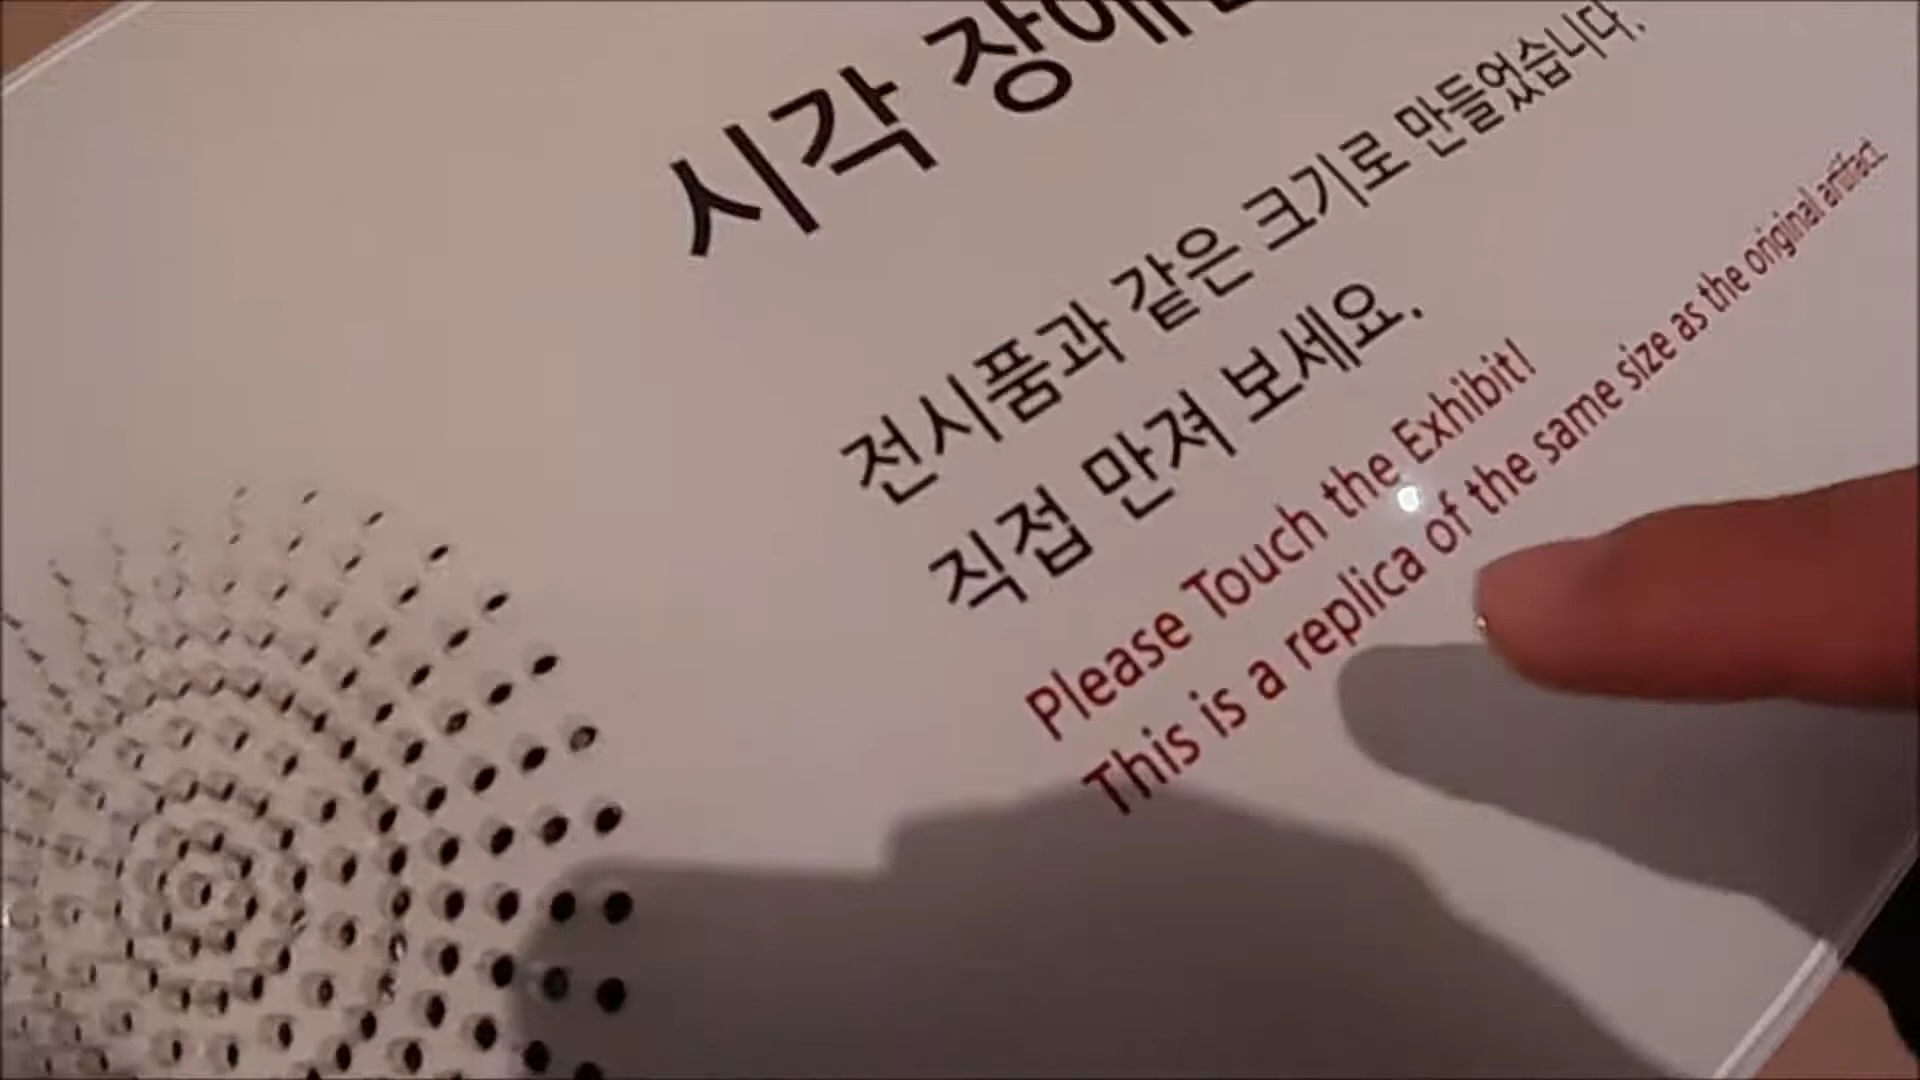 시각 장애
전시품과 같은 크기로 만들었습니다.
직접 만져 보세요.
Please Touch the Exhibit!
This is a replica of the same size as the original artifact.